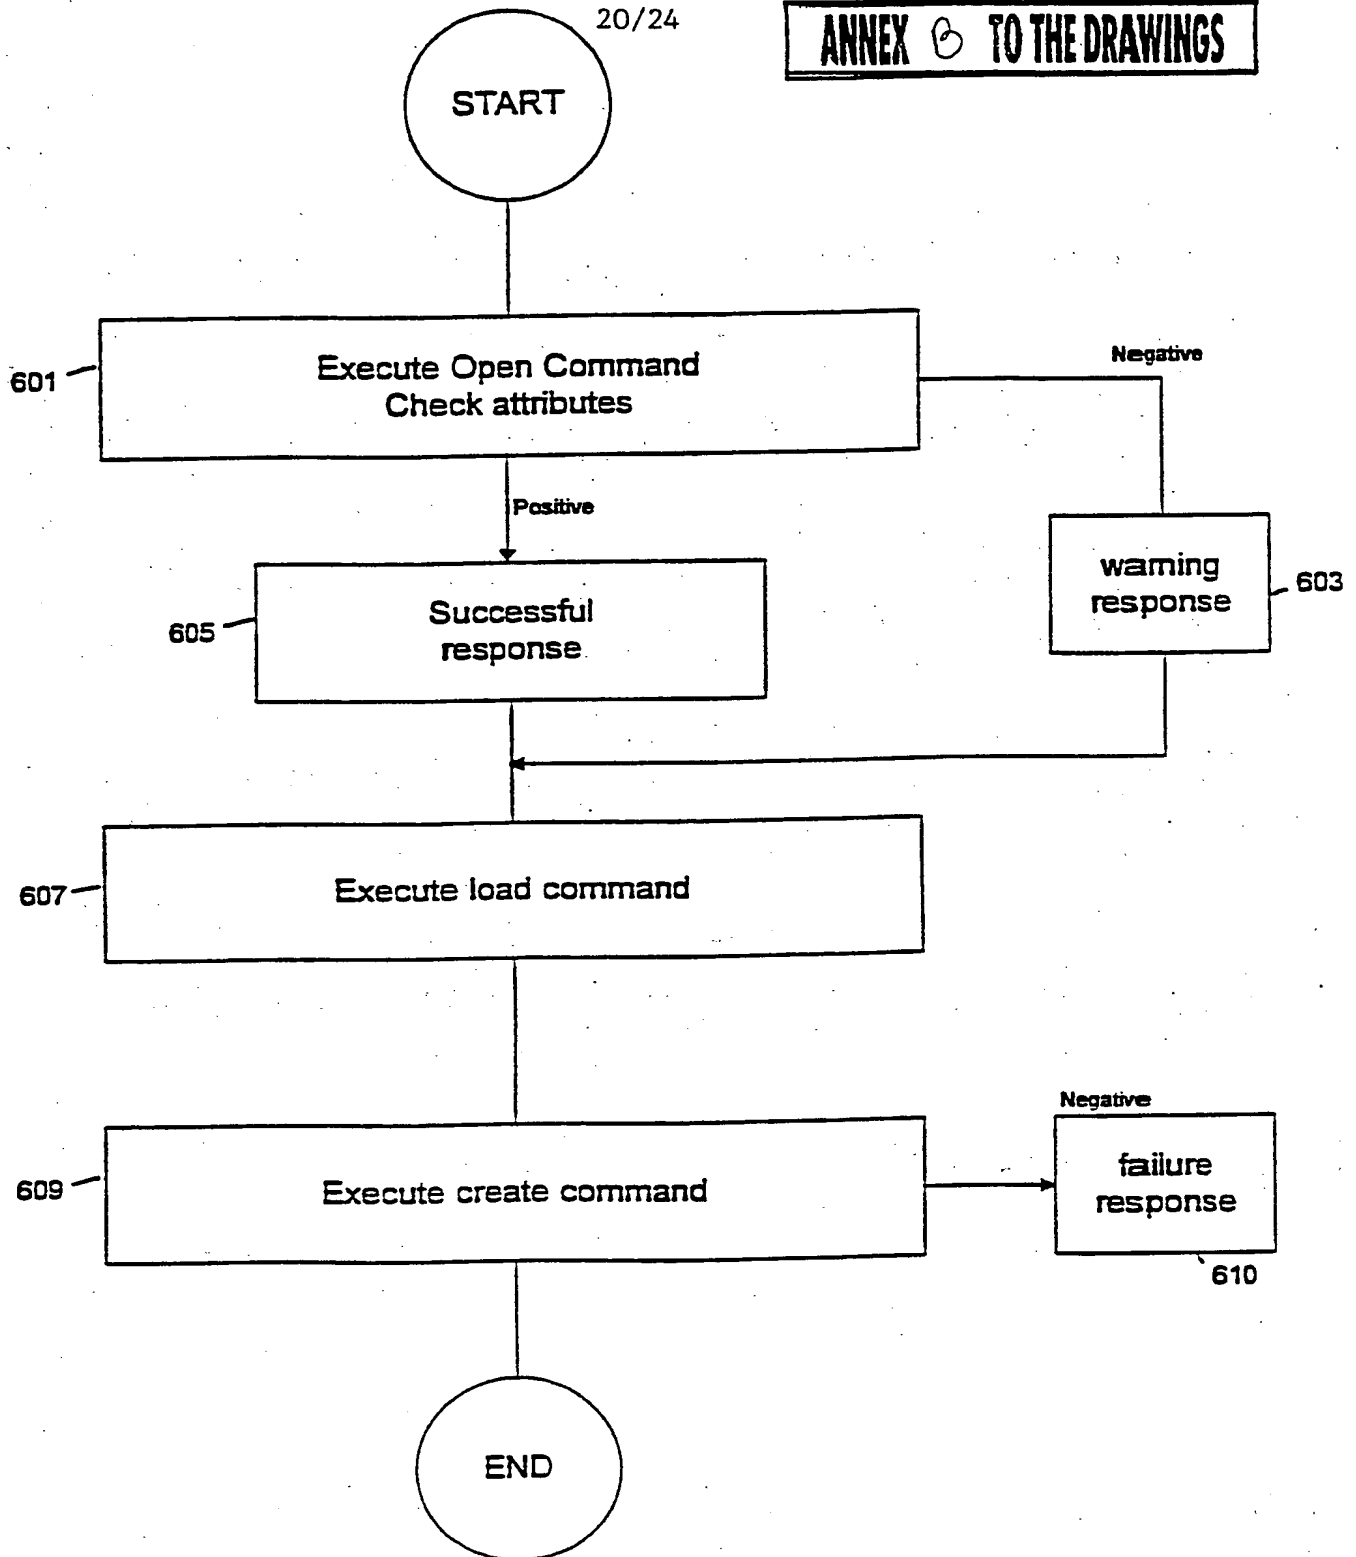 20/24
ANNEX B TO THE DRAWINGS
START
601
Execute Open Command
Check attributes
Negative
Positive
605
Successful
response
warning
response
603
607
Execute load command
609
Execute create command
Negative
failure
response
610
END